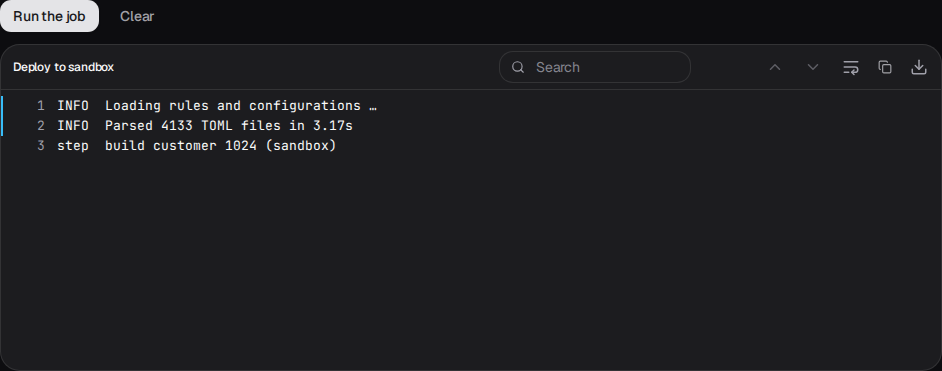 Run the job Clear
Deploy to sandbox Search
1 INFO Loading rules and configurations …
2 INFO Parsed 4133 TOML files in 3.17s
3 step build customer 1024 (sandbox)